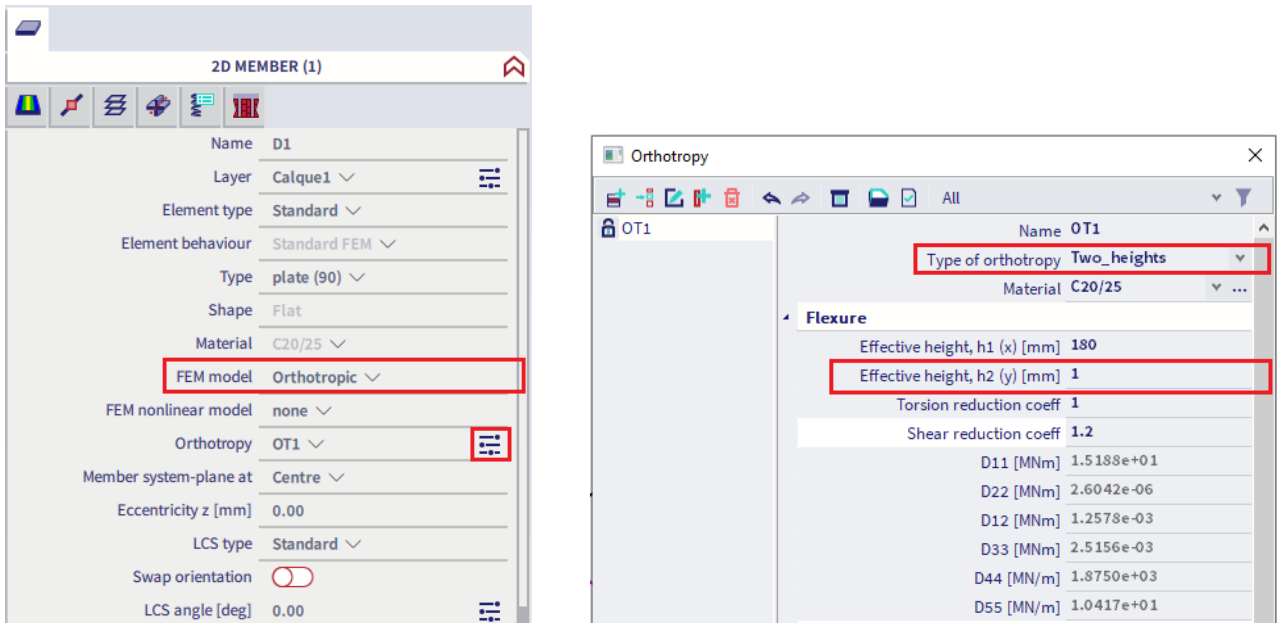 2D MEMBER (1)
Name D1
Layer Calque1
Element type Standard
Element behaviour Standard FEM
Type plate (90)
Shape Flat
Material C20/25
FEM model Orthotropic
FEM nonlinear model none
Orthotropy OT1
Member system-plane at Centre
Eccentricity z [mm] 0.00
LCS type Standard
Swap orientation
LCS angle [deg] 0.00
Orthotropy
All
OT1
Name OT1
Type of orthotropy Two_heights
Material C20/25 ...
Flexure
Effective height, h1 (x) [mm] 180
Effective height, h2 (y) [mm] 1
Torsion reduction coeff 1
Shear reduction coeff 1.2
D11 [MNm] 1.5188e+01
D22 [MNm] 2.6042e-06
D12 [MNm] 1.2578e-03
D33 [MNm] 2.5156e-03
D44 [MN/m] 1.8750e+03
D55 [MN/m] 1.0417e+01